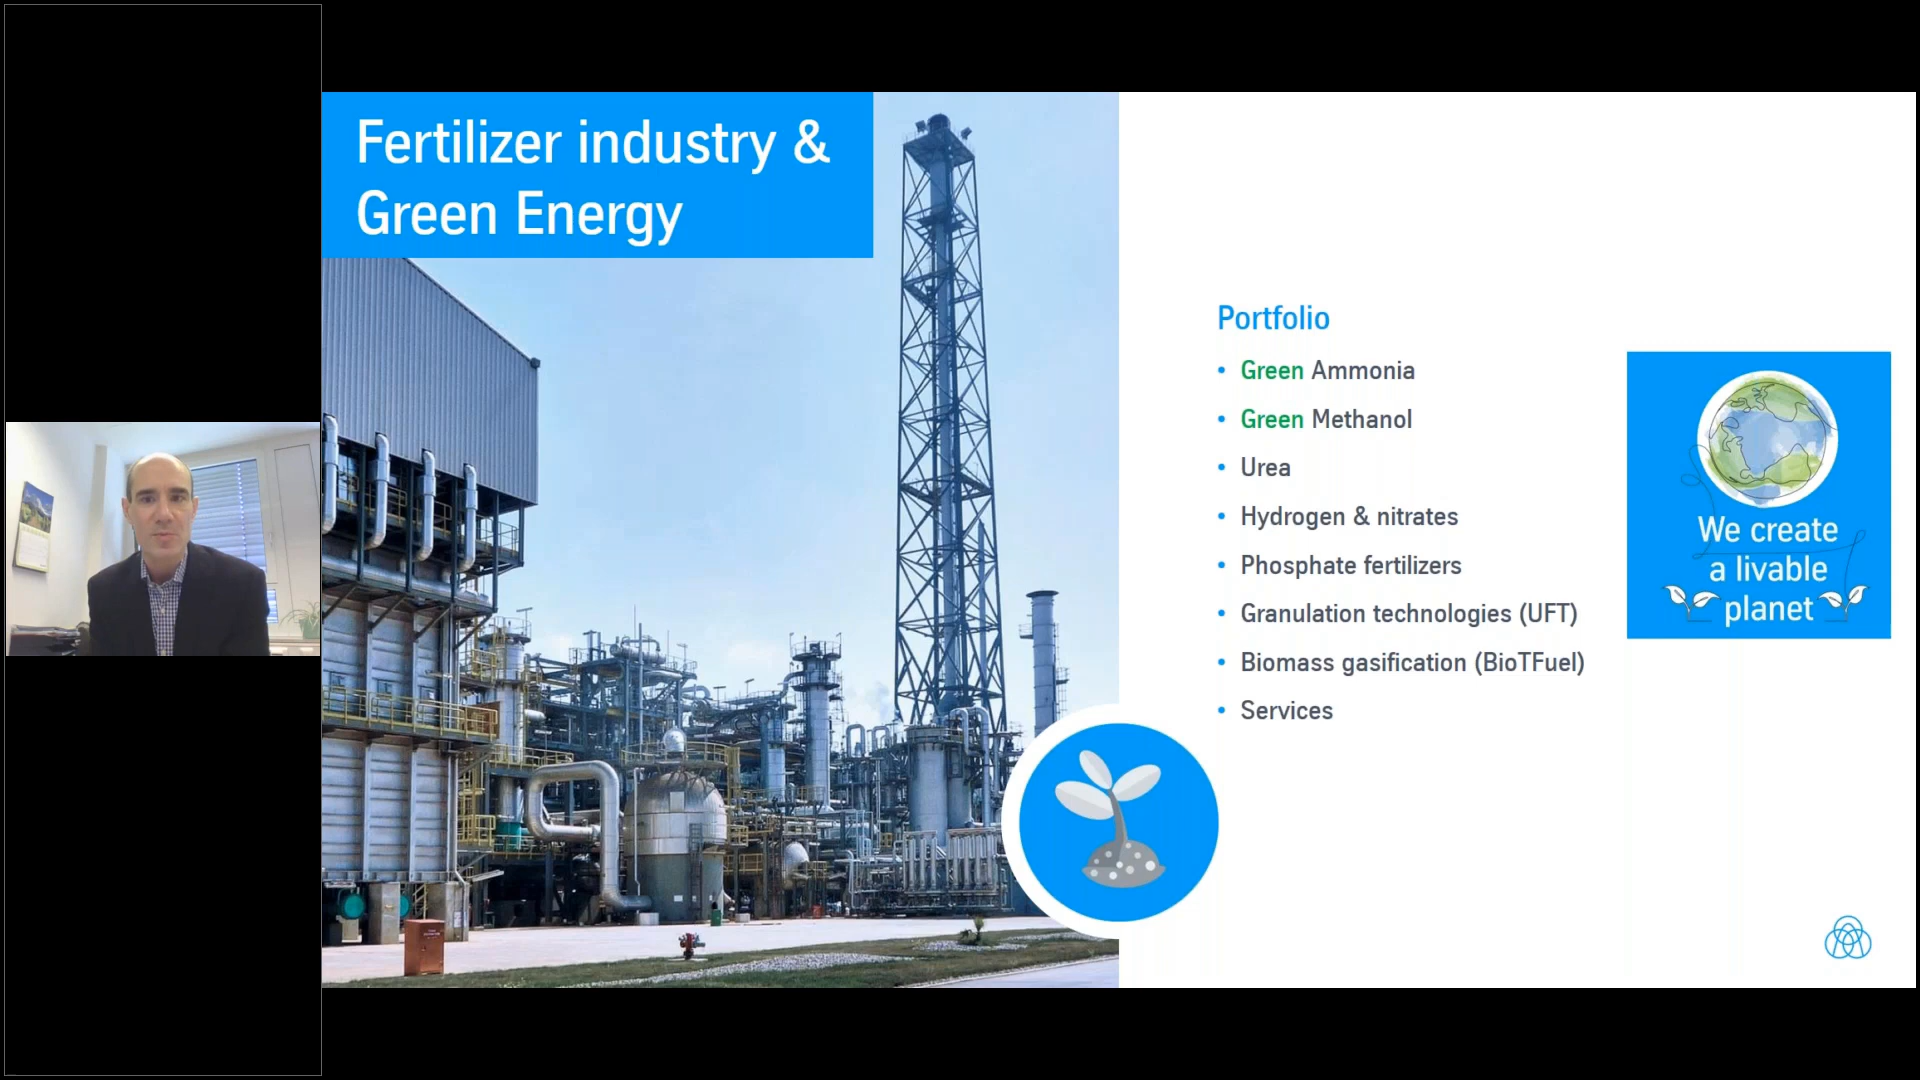 Fertilizer industry &
Green Energy
Portfolio
• Green Ammonia
• Green Methanol
• Urea
• Hydrogen & nitrates
• Phosphate fertilizers
• Granulation technologies (UFT)
• Biomass gasification (BioTFuel)
• Services
We create
a livable
planet